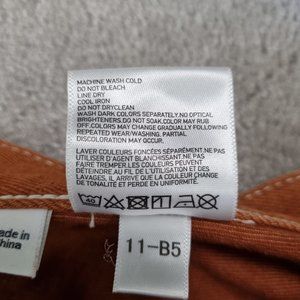 MACHINE WASH COLD
DO NOT BLEACH
LINE DRY
COOL IRON
DO NOT DRYCLEAN
WASH DARK COLORS SEPARATELY.NO OPTICAL
BRIGHTENERS.DO NOT SOAK.COLOR MAY RUB
OFF.COLORS MAY CHANGE GRADUALLY AFTER
REPEATED WEAR/WASHING. PARTIAL
DISCOLORATION MAY OCCUR.
LAVER COULEURS FONCÉES À PART.NE PAS
UTILISER D'AGENT BLANCHISSANT.NE PAS
FAIRE TREMPER.LES COULEURS PEUVENT
DÉTEINDRE.AU FIL DE L'UTILISATION ET DES
LAVAGES, IL ARRIVE QUE LA COULEUR CHANGE
DE TONALITÉ ET PERDE EN UNIFORMITÉ.
40
11-B5
ade in
hina